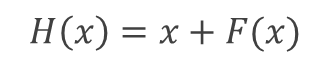 H(x) = x + F(x)